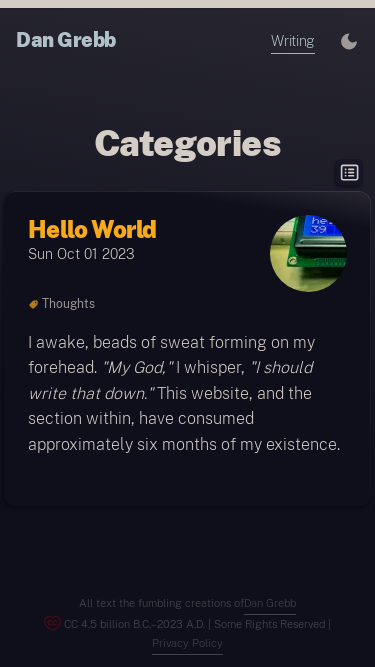 Dan Grebb
Writing
Categories
Hello World
Sun Oct 01 2023
he
39
Thoughts
I awake, beads of sweat forming on my
forehead. "My God," I whisper, "I should
write that down." This website, and the
section within, have consumed
approximately six months of my existence.
All text the fumbling creations ofDan Grebb
CC 4.5 billion B.C.–2023 A.D. | Some Rights Reserved |
Privacy Policy